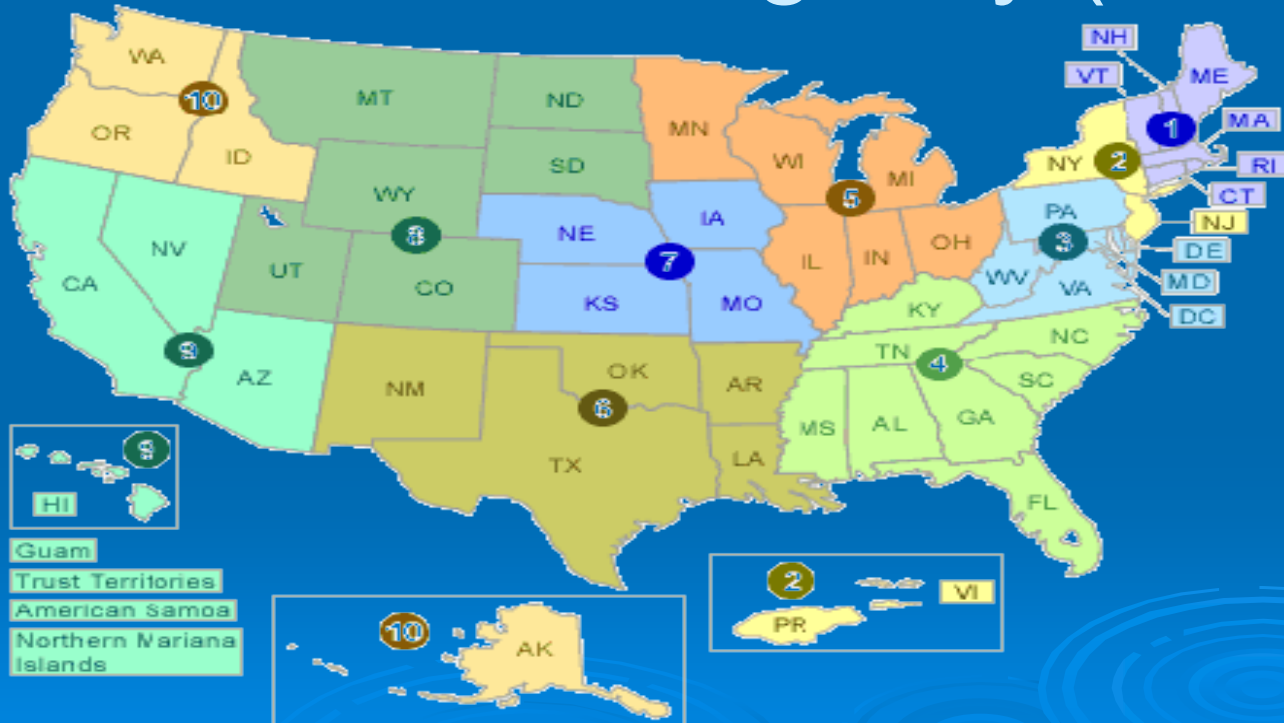 NH
VT
ME
WA
MT
ND
MN
10
OR
ID
SD
WI
MI
5
NY
2
1
MA
RI
CT
NJ
WY
8
NE
IA
7
PA
3
DE
MD
DC
NV
UT
CO
KS
MO
IL
IN
OH
WV
VA
KY
CA
9
AZ
NM
OK
6
AR
TN
4
NC
SC
MS
AL
GA
TX
LA
FL
9
HI
Guam
Trust Territories
American Samoa
Northern Mariana
Islands
10
AK
2
VI
PR